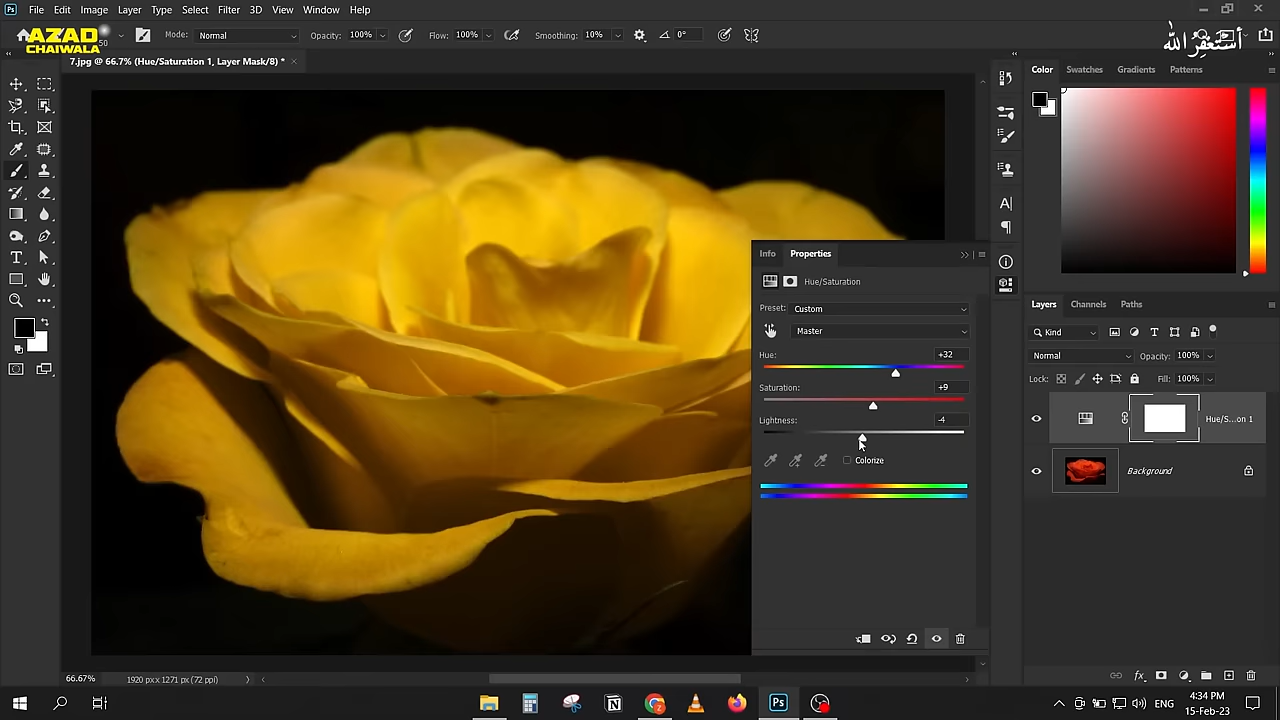 Ps File Edit Image Layer Type Select Filter 3D View Window Help
AZAD
CHAIWALA
50 Mode: Normal Opacity: 100% Flow: 100% Smoothing: 10% 0°
أستغفر الله
7.jpg @ 66.7% (Hue/Saturation 1, Layer Mask/8) *
Color Swatches Gradients Patterns
Info Properties
Hue/Saturation
Preset: Custom
Master
Hue: +32
Saturation: +9
Lightness: -4
Colorize
Layers Channels Paths
Kind
Normal Opacity: 100%
Lock: Fill: 100%
Hue/S...on 1
Background
66.67% 1920 px x 1271 px (72 ppi)
ENG
4:34 PM
15-Feb-23